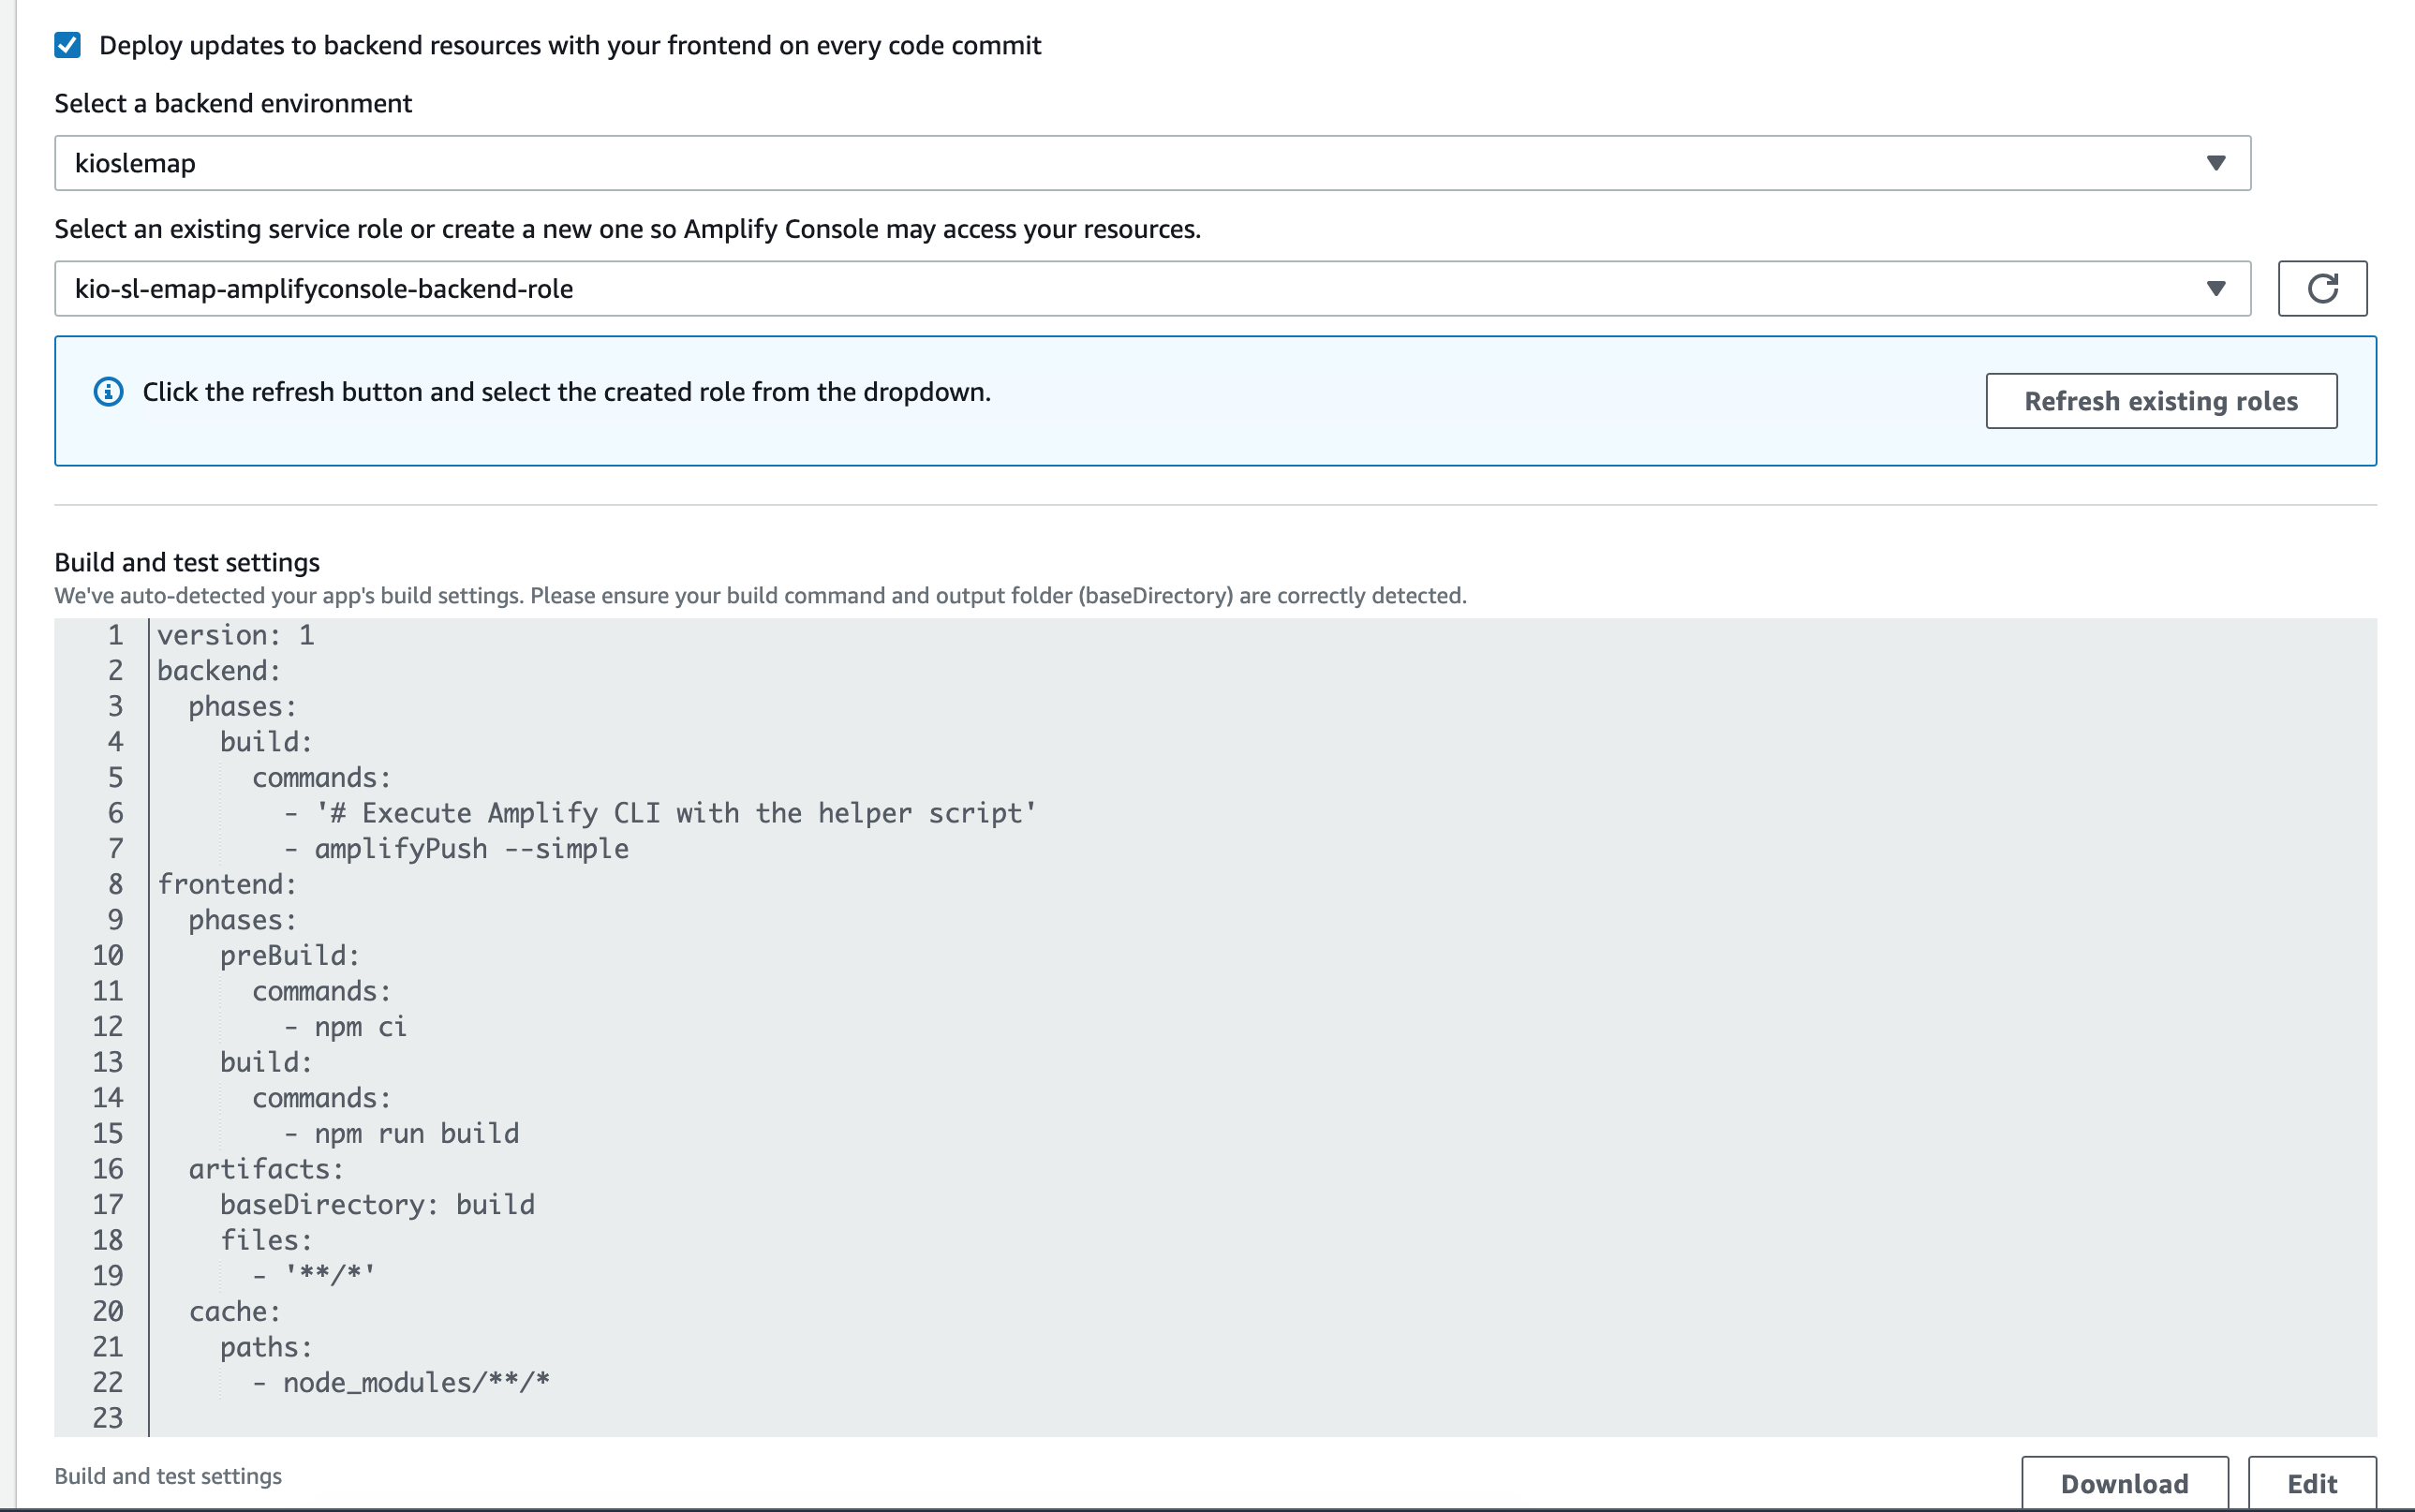 Deploy updates to backend resources with your frontend on every code commit
Select a backend environment
kioslemap
Select an existing service role or create a new one so Amplify Console may access your resources.
kio-sl-emap-amplifyconsole-backend-role
Click the refresh button and select the created role from the dropdown.
Refresh existing roles
Build and test settings
We've auto-detected your app's build settings. Please ensure your build command and output folder (baseDirectory) are correctly detected.
1 version: 1
2 backend:
3   phases:
4     build:
5       commands:
6         - '# Execute Amplify CLI with the helper script'
7         - amplifyPush --simple
8 frontend:
9   phases:
10     preBuild:
11       commands:
12         - npm ci
13     build:
14       commands:
15         - npm run build
16   artifacts:
17     baseDirectory: build
18     files:
19       - '**/*'
20   cache:
21     paths:
22       - node_modules/**/*
23
Build and test settings
Download
Edit